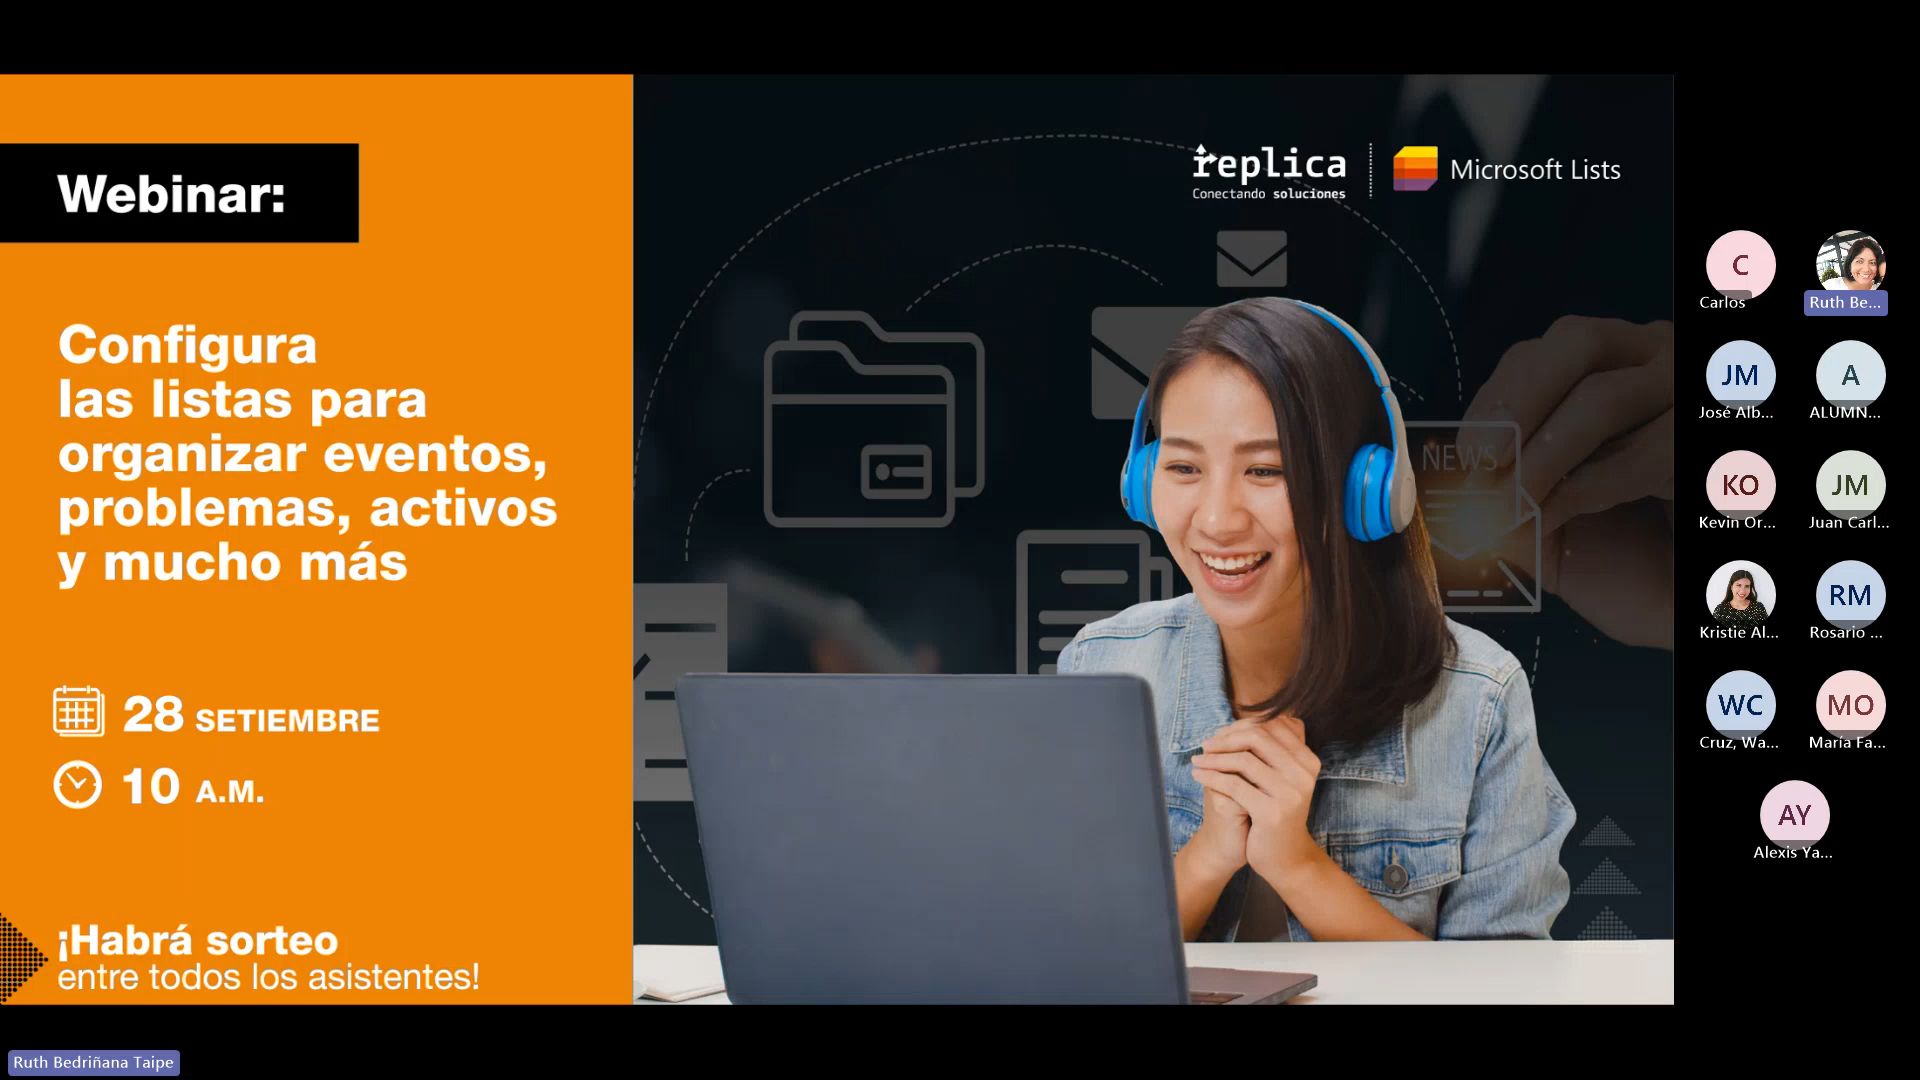 Webinar:
Configura
las listas para
organizar eventos,
problemas, activos
y mucho más
28 SETIEMBRE
10 A.M.
¡Habrá sorteo
entre todos los asistentes!
replica
Conectando soluciones
Microsoft Lists
NEWS
C
Carlos
Ruth Be...
JM
José Alb...
A
ALUMN...
KO
Kevin Or...
JM
Juan Carl...
Kristie Al...
RM
Rosario ...
WC
Cruz, Wa...
MO
María Fa...
AY
Alexis Ya...
Ruth Bedriñana Taipe